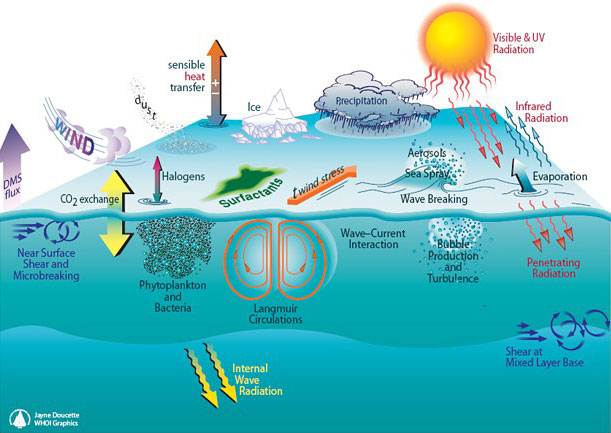 Visible & UV
Radiation
sensible
heat
transfer
+
−
dust
Ice
Precipitation
Infrared
Radiation
WIND
DMS
flux
CO2 exchange
Halogens
Surfactants
τ wind stress
Aerosols
Sea Spray
Evaporation
Wave Breaking
Near Surface
Shear and
Microbreaking
Phytoplankton
and
Bacteria
Langmuir
Circulations
Wave–Current
Interaction
Bubble
Production
and
Turbulence
Penetrating
Radiation
Shear at
Mixed Layer Base
Internal
Wave
Radiation
Jayne Doucette
WHOI Graphics